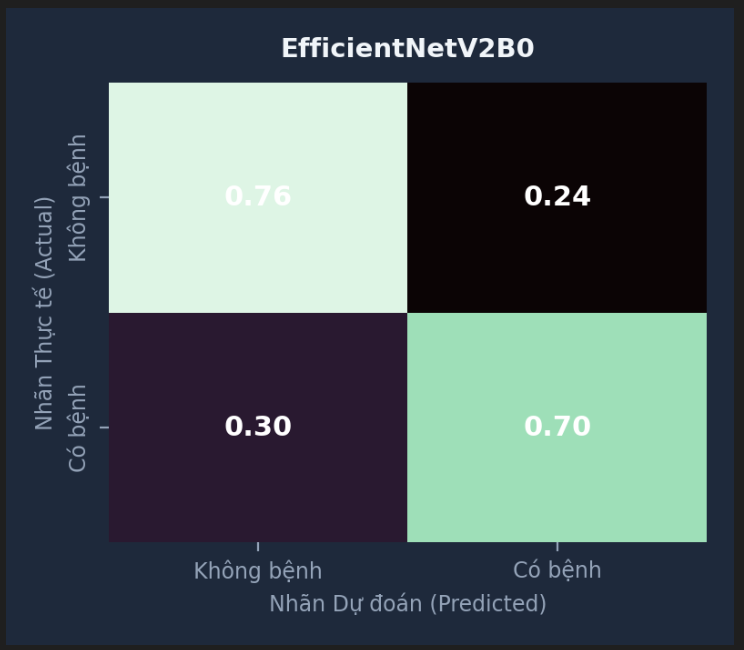 EfficientNetV2B0
Nhãn Thực tế (Actual)
Không bệnh
0.76
0.24
Có bệnh
0.30
0.70
Không bệnh
Có bệnh
Nhãn Dự đoán (Predicted)